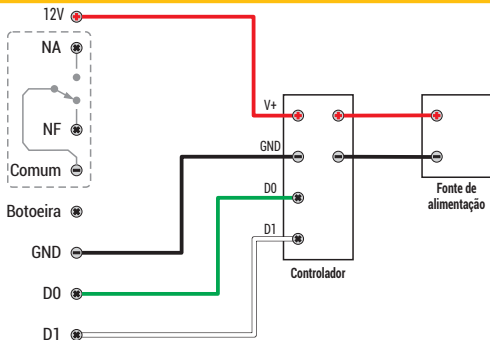 12V
NA
NF
Comum
Botoeira
GND
D0
D1
V+
GND
D0
D1
Controlador
Fonte de
alimentação